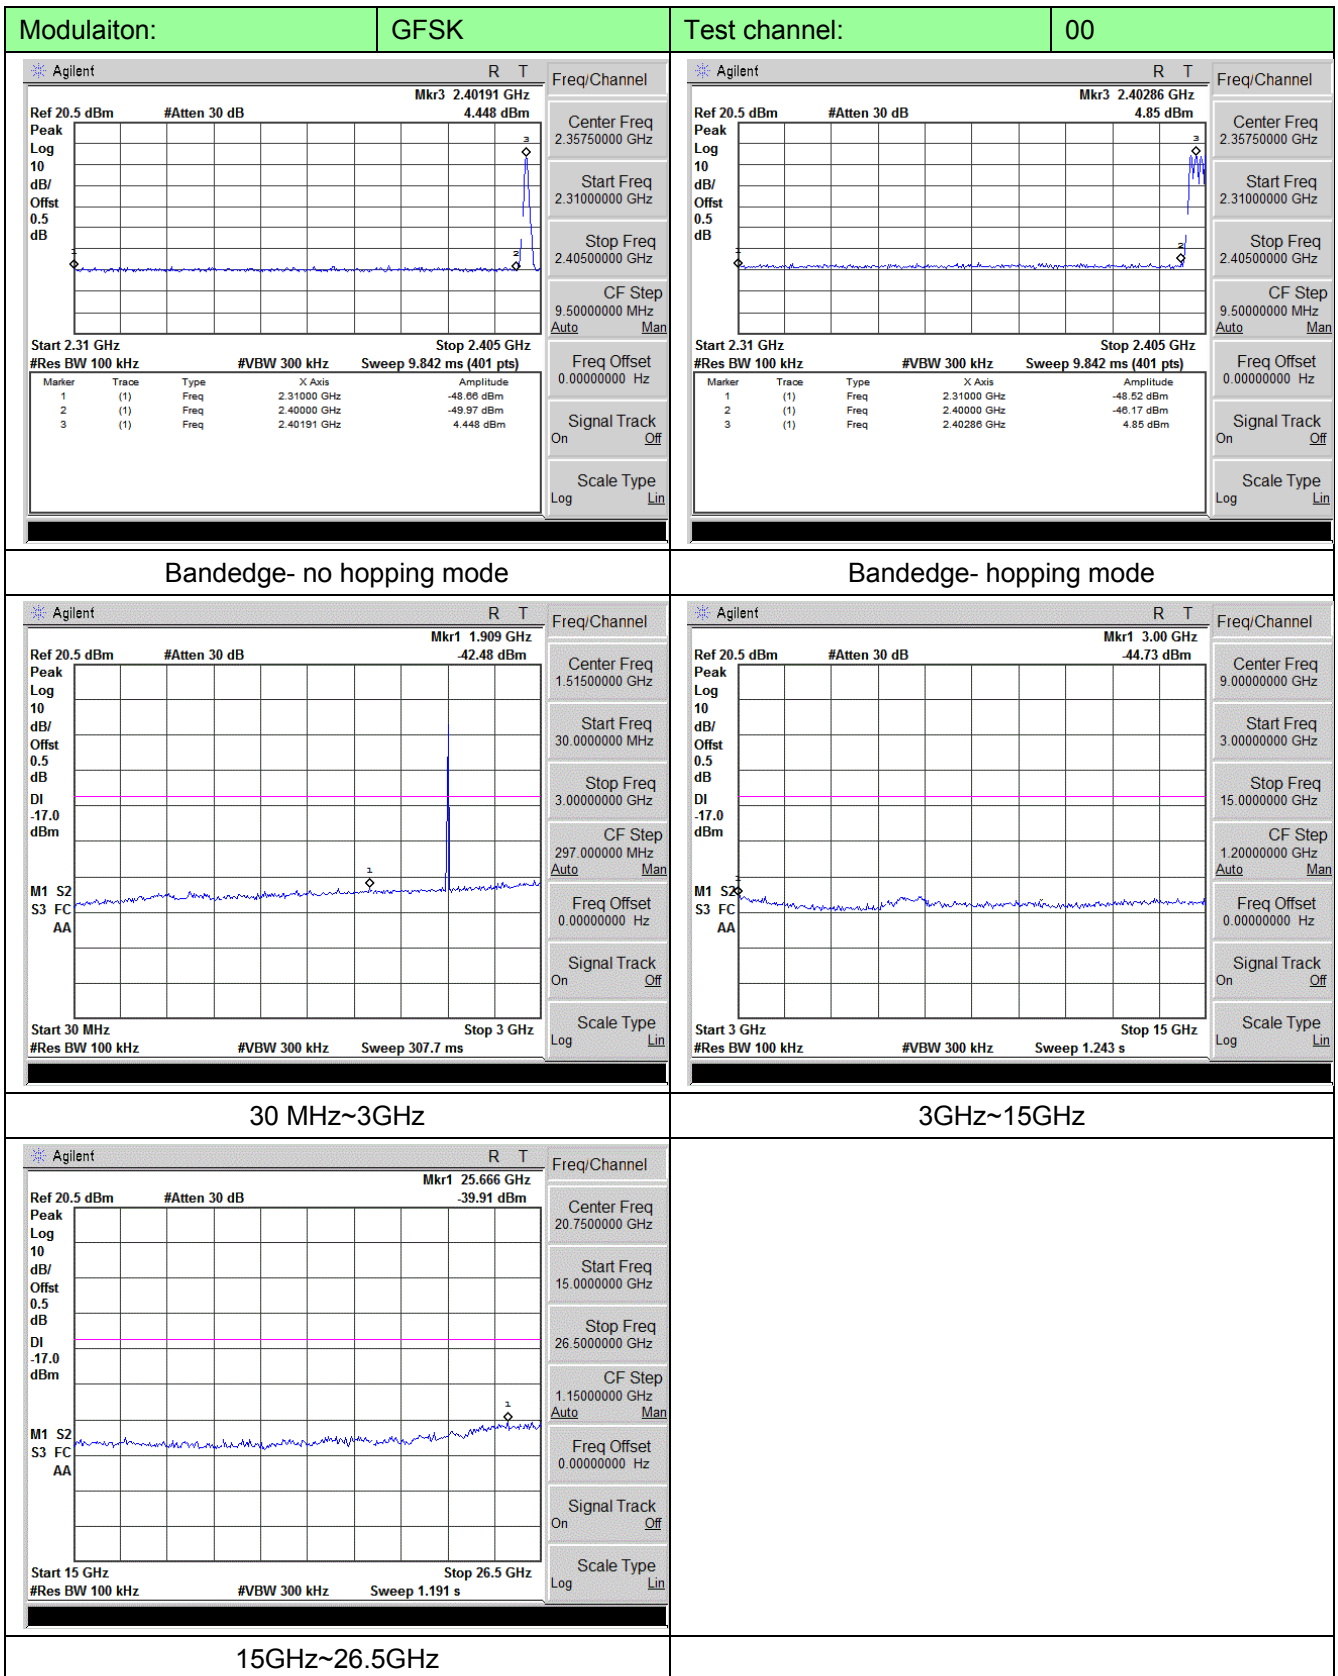 Modulaiton: GFSK Test channel: 00
Agilent R T
Mkr3 2.40191 GHz
Ref 20.5 dBm #Atten 30 dB 4.448 dBm
Peak
Log
10
dB/
Offst
0.5
dB
3
1
2
Start 2.31 GHz Stop 2.405 GHz
#Res BW 100 kHz #VBW 300 kHz Sweep 9.842 ms (401 pts)
Marker Trace Type X Axis Amplitude
1 (1) Freq 2.31000 GHz -48.66 dBm
2 (1) Freq 2.40000 GHz -49.97 dBm
3 (1) Freq 2.40191 GHz 4.448 dBm
Freq/Channel
Center Freq
2.35750000 GHz
Start Freq
2.31000000 GHz
Stop Freq
2.40500000 GHz
CF Step
9.50000000 MHz
Auto Man
Freq Offset
0.00000000 Hz
Signal Track
On Off
Scale Type
Log Lin
Agilent R T
Mkr3 2.40286 GHz
Ref 20.5 dBm #Atten 30 dB 4.85 dBm
Peak
Log
10
dB/
Offst
0.5
dB
3
1
2
Start 2.31 GHz Stop 2.405 GHz
#Res BW 100 kHz #VBW 300 kHz Sweep 9.842 ms (401 pts)
Marker Trace Type X Axis Amplitude
1 (1) Freq 2.31000 GHz -48.52 dBm
2 (1) Freq 2.40000 GHz -46.17 dBm
3 (1) Freq 2.40286 GHz 4.85 dBm
Freq/Channel
Center Freq
2.35750000 GHz
Start Freq
2.31000000 GHz
Stop Freq
2.40500000 GHz
CF Step
9.50000000 MHz
Auto Man
Freq Offset
0.00000000 Hz
Signal Track
On Off
Scale Type
Log Lin
Bandedge- no hopping mode Bandedge- hopping mode
Agilent R T
Mkr1 1.909 GHz
Ref 20.5 dBm #Atten 30 dB -42.48 dBm
Peak
Log
10
dB/
Offst
0.5
dB
DI
-17.0
dBm
1
M1 S2
S3 FC
AA
Start 30 MHz Stop 3 GHz
#Res BW 100 kHz #VBW 300 kHz Sweep 307.7 ms
Freq/Channel
Center Freq
1.51500000 GHz
Start Freq
30.0000000 MHz
Stop Freq
3.00000000 GHz
CF Step
297.000000 MHz
Auto Man
Freq Offset
0.00000000 Hz
Signal Track
On Off
Scale Type
Log Lin
Agilent R T
Mkr1 3.00 GHz
Ref 20.5 dBm #Atten 30 dB -44.73 dBm
Peak
Log
10
dB/
Offst
0.5
dB
DI
-17.0
dBm
1
M1 S2
S3 FC
AA
Start 3 GHz Stop 15 GHz
#Res BW 100 kHz #VBW 300 kHz Sweep 1.243 s
Freq/Channel
Center Freq
9.00000000 GHz
Start Freq
3.00000000 GHz
Stop Freq
15.0000000 GHz
CF Step
1.20000000 GHz
Auto Man
Freq Offset
0.00000000 Hz
Signal Track
On Off
Scale Type
Log Lin
30 MHz~3GHz 3GHz~15GHz
Agilent R T
Mkr1 25.666 GHz
Ref 20.5 dBm #Atten 30 dB -39.91 dBm
Peak
Log
10
dB/
Offst
0.5
dB
DI
-17.0
dBm
1
M1 S2
S3 FC
AA
Start 15 GHz Stop 26.5 GHz
#Res BW 100 kHz #VBW 300 kHz Sweep 1.191 s
Freq/Channel
Center Freq
20.7500000 GHz
Start Freq
15.0000000 GHz
Stop Freq
26.5000000 GHz
CF Step
1.15000000 GHz
Auto Man
Freq Offset
0.00000000 Hz
Signal Track
On Off
Scale Type
Log Lin
15GHz~26.5GHz